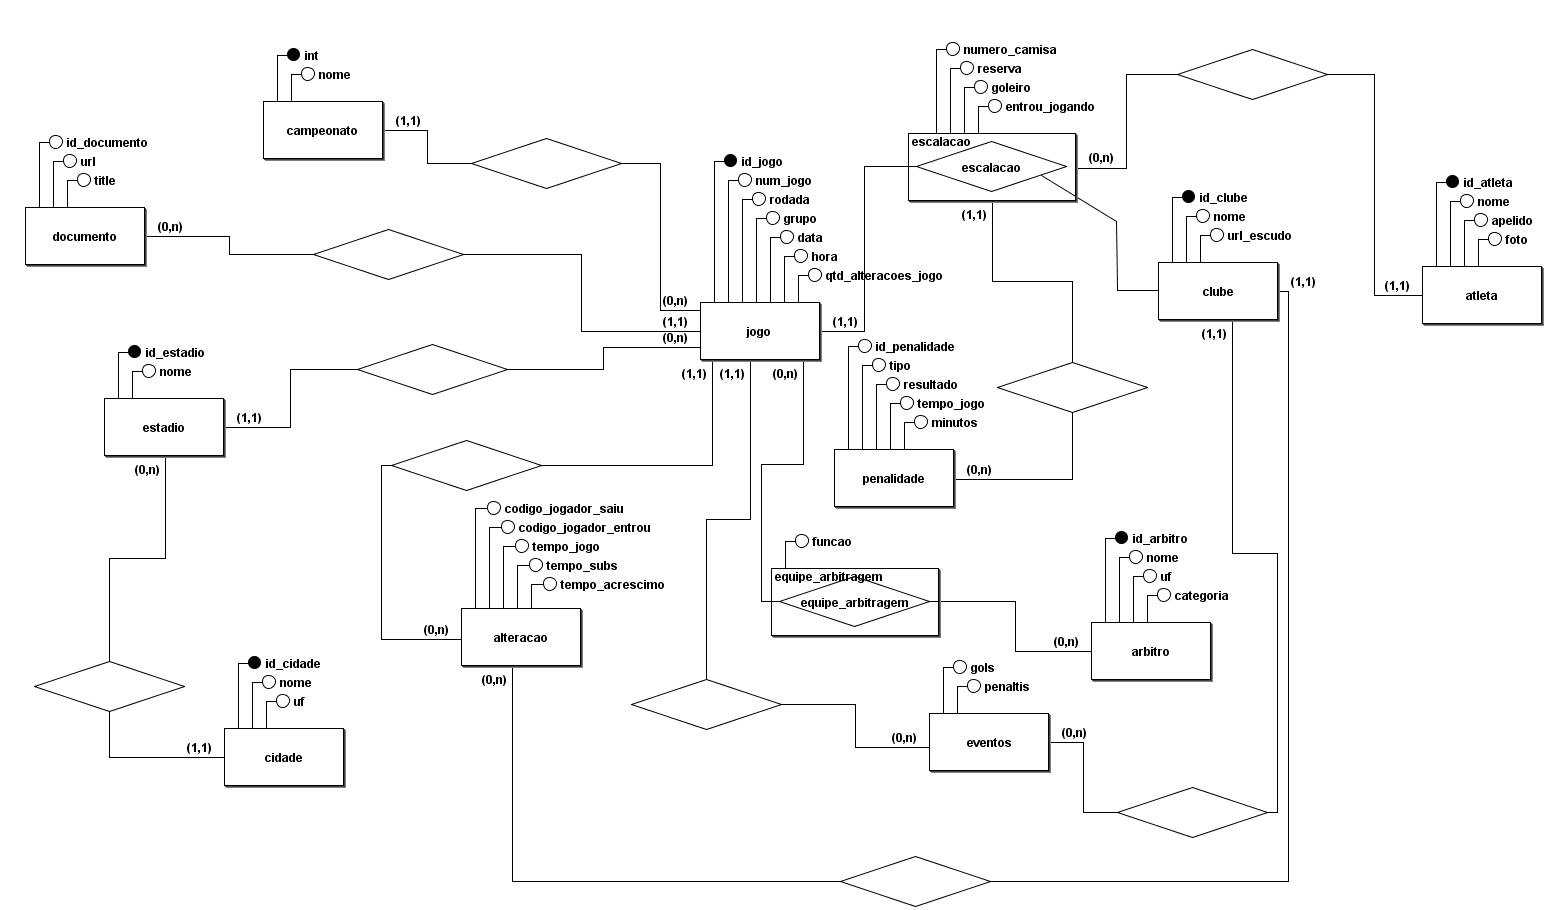 int
nome
campeonato
(1,1)
id_documento
url
title
documento
(0,n)
id_jogo
num_jogo
rodada
grupo
data
hora
qtd_alteracoes_jogo
(0,n)
(1,1)
(0,n)
jogo
(1,1)
(1,1)
(1,1)
(0,n)
numero_camisa
reserva
goleiro
entrou_jogando
escalacao
escalacao
(0,n)
(1,1)
id_clube
nome
url_escudo
clube
(1,1)
(1,1)
id_atleta
nome
apelido
foto
(1,1)
atleta
id_estadio
nome
estadio
(1,1)
(0,n)
id_penalidade
tipo
resultado
tempo_jogo
minutos
penalidade
(0,n)
codigo_jogador_saiu
codigo_jogador_entrou
tempo_jogo
tempo_subs
tempo_acrescimo
(0,n)
alteracao
(0,n)
funcao
equipe_arbitragem
equipe_arbitragem
id_arbitro
nome
uf
categoria
(0,n)
arbitro
id_cidade
nome
uf
(1,1)
cidade
gols
penaltis
(0,n)
eventos
(0,n)